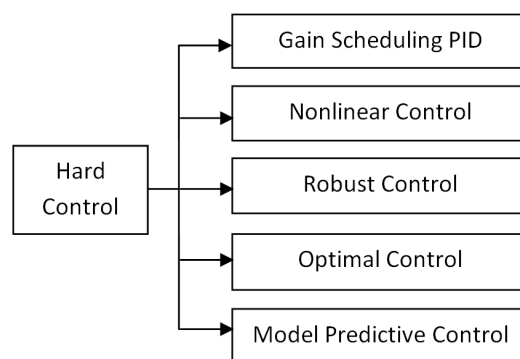 Hard
Control
Gain Scheduling PID
Nonlinear Control
Robust Control
Optimal Control
Model Predictive Control